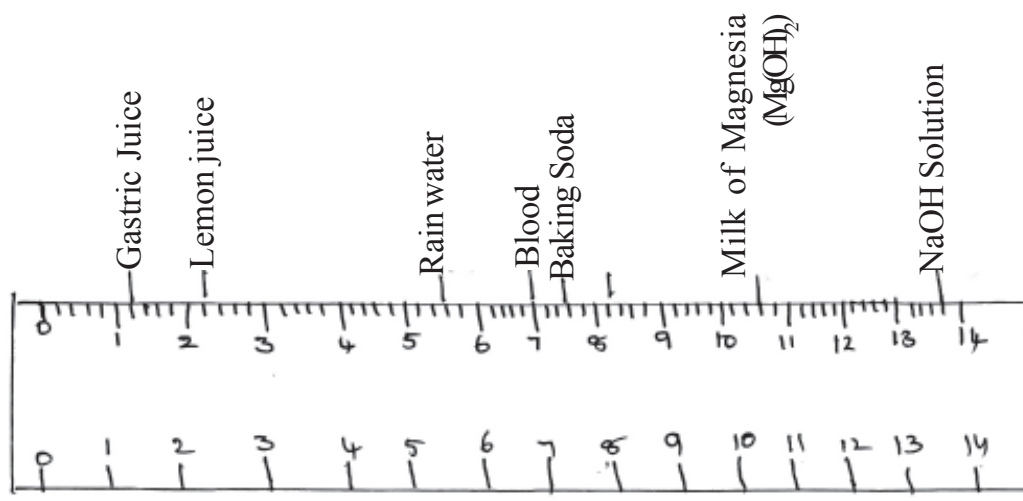 Gastric Juice
Lemon juice
Rain water
Blood
Baking Soda
Milk of Magnesia
(Mg(OH)2)
NaOH Solution
0 1 2 3 4 5 6 7 8 9 10 11 12 13 14
0 1 2 3 4 5 6 7 8 9 10 11 12 13 14